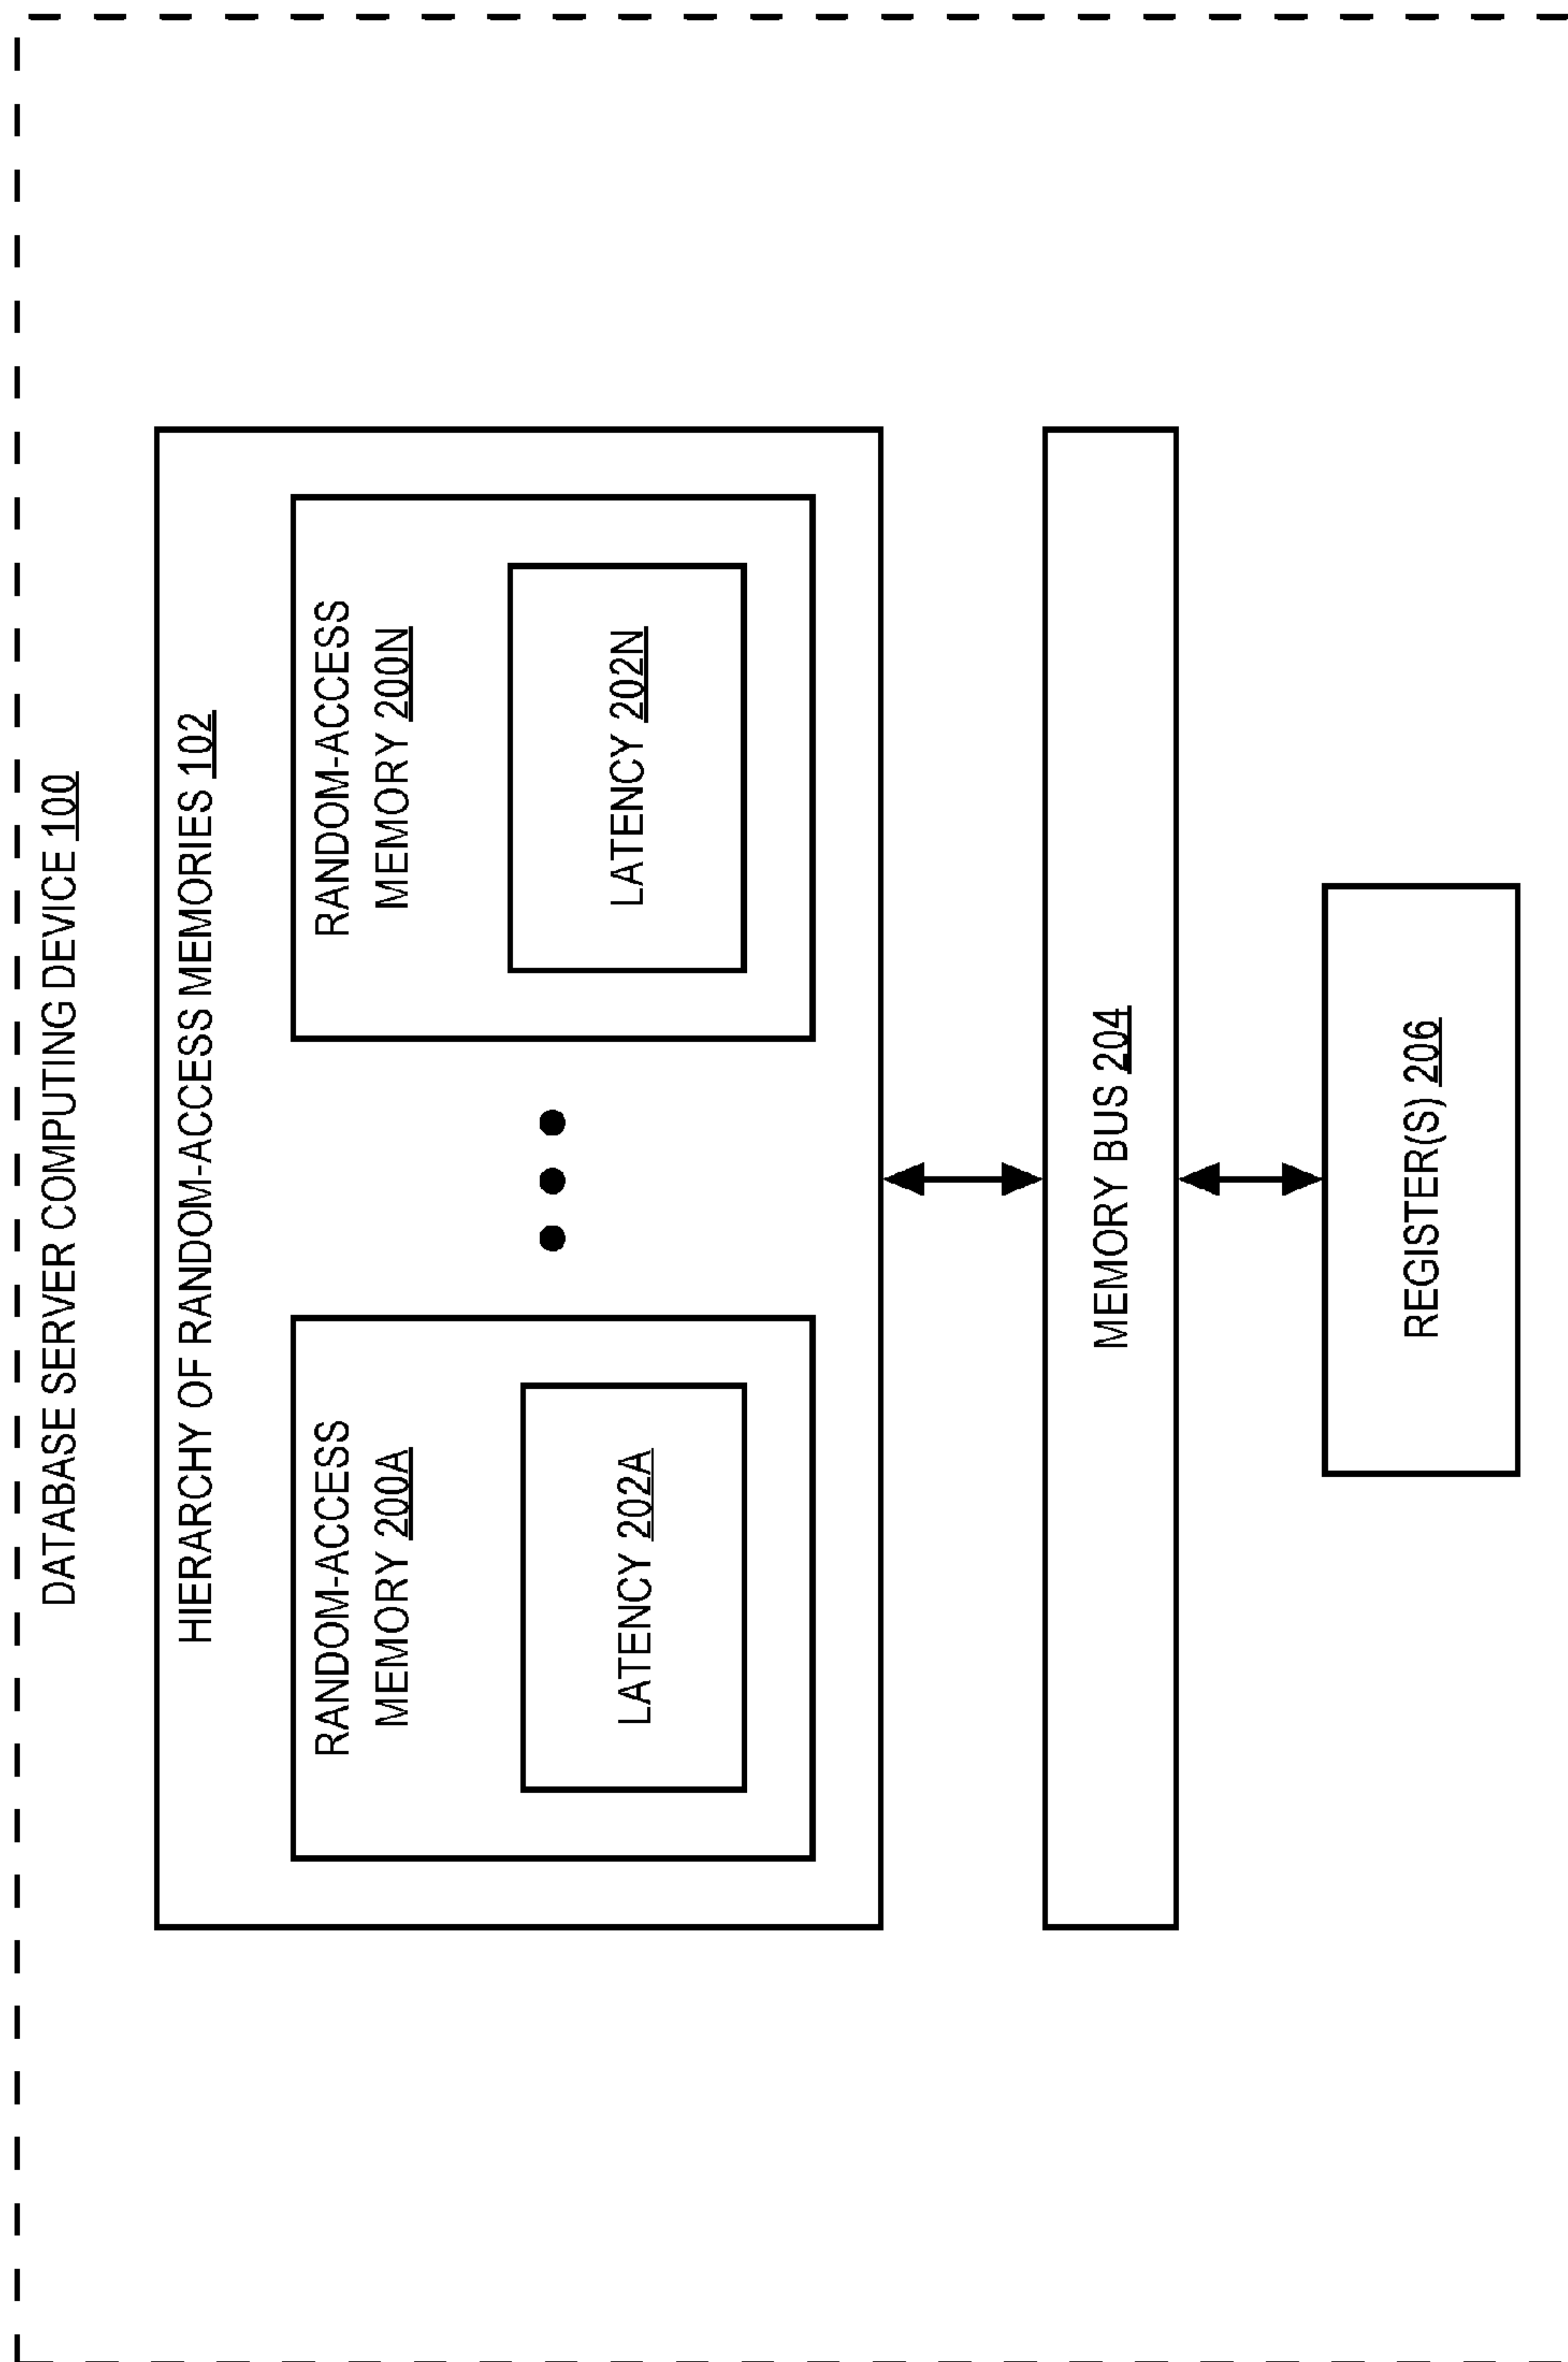 DATABASE SERVER COMPUTING DEVICE 100
HIERARCHY OF RANDOM-ACCESS MEMORIES 102
RANDOM-ACCESS
MEMORY 200A
LATENCY 202A
RANDOM-ACCESS
MEMORY 200N
LATENCY 202N
MEMORY BUS 204
REGISTER(S) 206